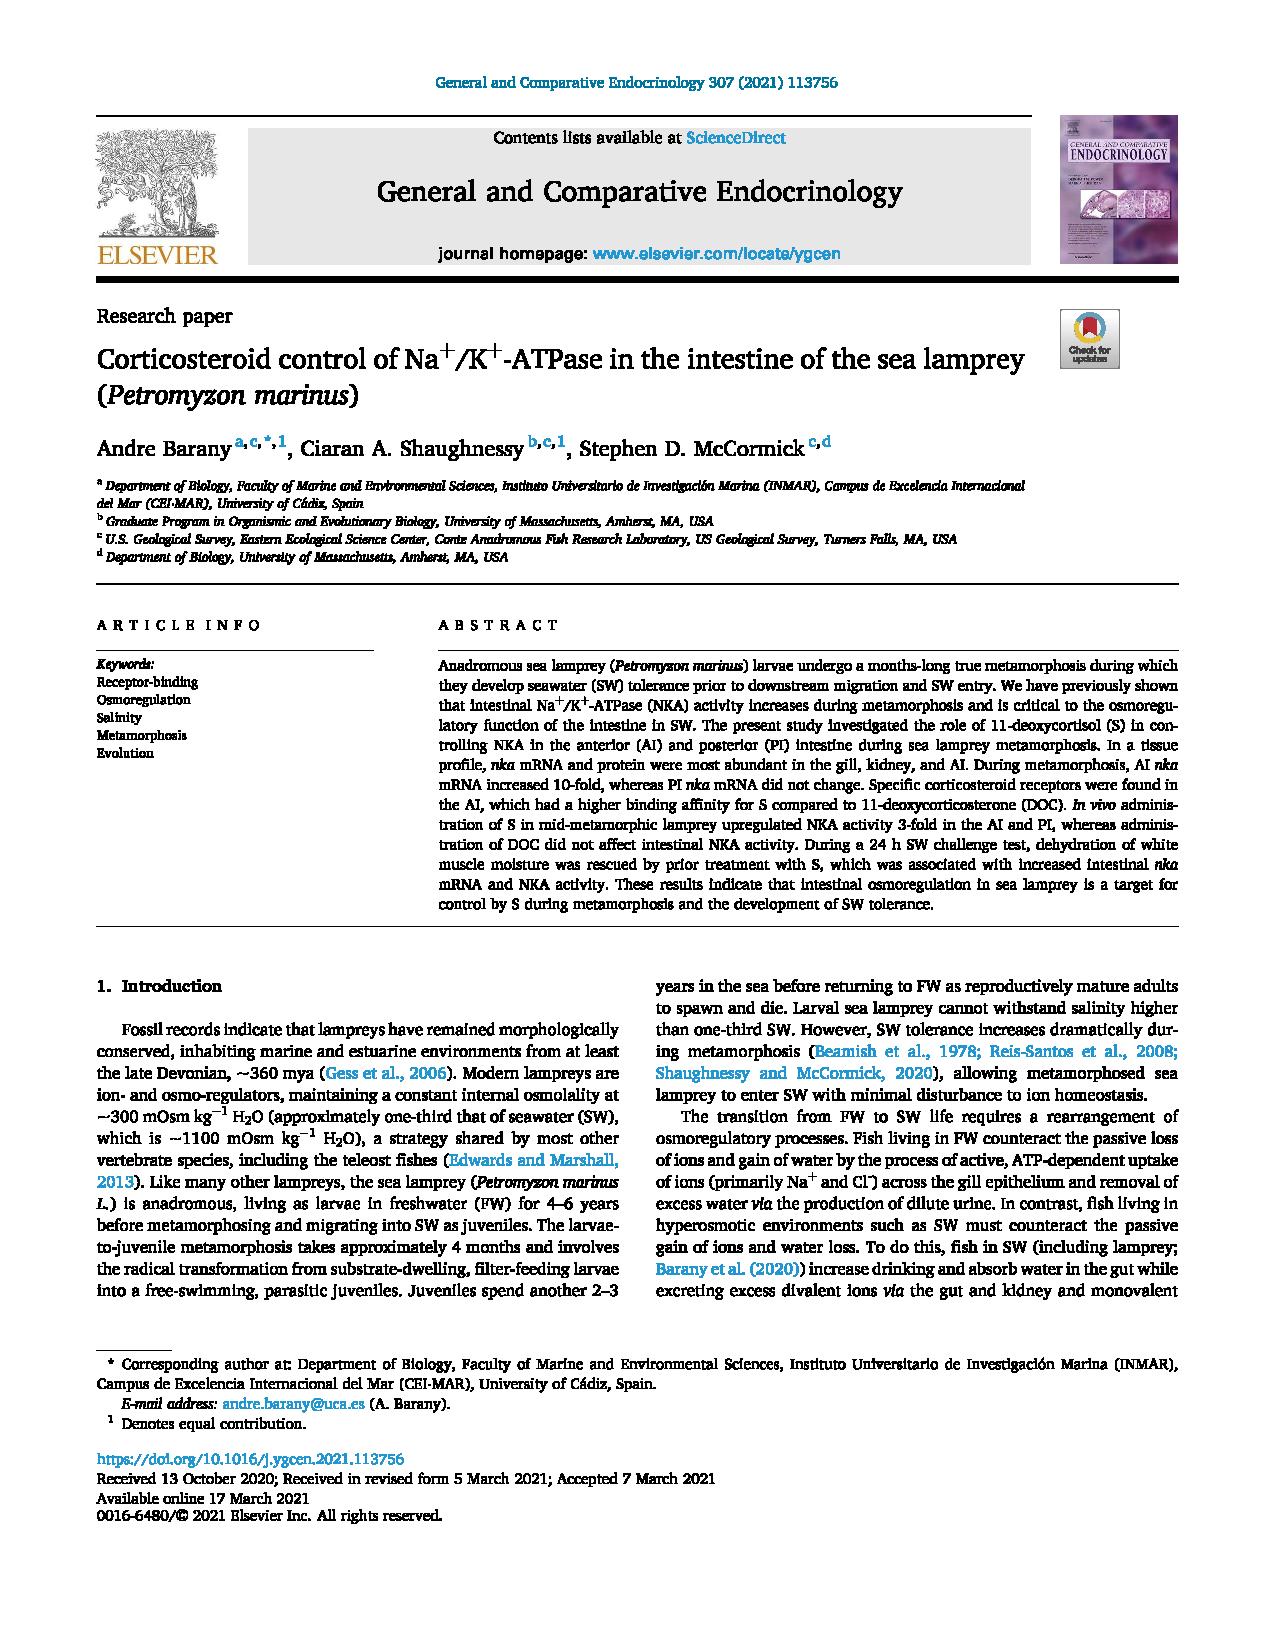 General and Comparative Endocrinology 307 (2021) 113756
Contents lists available at ScienceDirect
General and Comparative Endocrinology
journal homepage: www.elsevier.com/locate/ygcen
ELSEVIER
GENERAL AND COMPARATIVE
ENDOCRINOLOGY
Research paper
Corticosteroid control of Na⁺/K⁺-ATPase in the intestine of the sea lamprey
(Petromyzon marinus)
Check for
updates
Andre Barany a,c,*,1, Ciaran A. Shaughnessy b,c,1, Stephen D. McCormick c,d
a Department of Biology, Faculty of Marine and Environmental Sciences, Instituto Universitario de Investigación Marina (INMAR), Campus de Excelencia Internacional
del Mar (CEI-MAR), University of Cádiz, Spain
b Graduate Program in Organismic and Evolutionary Biology, University of Massachusetts, Amherst, MA, USA
c U.S. Geological Survey, Eastern Ecological Science Center, Conte Anadromous Fish Research Laboratory, US Geological Survey, Turners Falls, MA, USA
d Department of Biology, University of Massachusetts, Amherst, MA, USA
ARTICLE INFO
Keywords:
Receptor-binding
Osmoregulation
Salinity
Metamorphosis
Evolution
ABSTRACT
Anadromous sea lamprey (Petromyzon marinus) larvae undergo a months-long true metamorphosis during which
they develop seawater (SW) tolerance prior to downstream migration and SW entry. We have previously shown
that intestinal Na⁺/K⁺-ATPase (NKA) activity increases during metamorphosis and is critical to the osmoregu-
latory function of the intestine in SW. The present study investigated the role of 11-deoxycortisol (S) in con-
trolling NKA in the anterior (AI) and posterior (PI) intestine during sea lamprey metamorphosis. In a tissue
profile, nka mRNA and protein were most abundant in the gill, kidney, and AI. During metamorphosis, AI nka
mRNA increased 10-fold, whereas PI nka mRNA did not change. Specific corticosteroid receptors were found in
the AI, which had a higher binding affinity for S compared to 11-deoxycorticosterone (DOC). In vivo adminis-
tration of S in mid-metamorphic lamprey upregulated NKA activity 3-fold in the AI and PI, whereas adminis-
tration of DOC did not affect intestinal NKA activity. During a 24 h SW challenge test, dehydration of white
muscle moisture was rescued by prior treatment with S, which was associated with increased intestinal nka
mRNA and NKA activity. These results indicate that intestinal osmoregulation in sea lamprey is a target for
control by S during metamorphosis and the development of SW tolerance.
1. Introduction
Fossil records indicate that lampreys have remained morphologically
conserved, inhabiting marine and estuarine environments from at least
the late Devonian, ~360 mya (Gess et al., 2006). Modern lampreys are
ion- and osmo-regulators, maintaining a constant internal osmolality at
~300 mOsm kg⁻¹ H₂O (approximately one-third that of seawater (SW),
which is ~1100 mOsm kg⁻¹ H₂O), a strategy shared by most other
vertebrate species, including the teleost fishes (Edwards and Marshall,
2013). Like many other lampreys, the sea lamprey (Petromyzon marinus
L.) is anadromous, living as larvae in freshwater (FW) for 4–6 years
before metamorphosing and migrating into SW as juveniles. The larvae-
to-juvenile metamorphosis takes approximately 4 months and involves
the radical transformation from substrate-dwelling, filter-feeding larvae
into a free-swimming, parasitic juveniles. Juveniles spend another 2–3
years in the sea before returning to FW as reproductively mature adults
to spawn and die. Larval sea lamprey cannot withstand salinity higher
than one-third SW. However, SW tolerance increases dramatically dur-
ing metamorphosis (Beamish et al., 1978; Reis-Santos et al., 2008;
Shaughnessy and McCormick, 2020), allowing metamorphosed sea
lamprey to enter SW with minimal disturbance to ion homeostasis.
The transition from FW to SW life requires a rearrangement of
osmoregulatory processes. Fish living in FW counteract the passive loss
of ions and gain of water by the process of active, ATP-dependent uptake
of ions (primarily Na⁺ and Cl⁻) across the gill epithelium and removal of
excess water via the production of dilute urine. In contrast, fish living in
hyperosmotic environments such as SW must counteract the passive
gain of ions and water loss. To do this, fish in SW (including lamprey;
Barany et al. (2020)) increase drinking and absorb water in the gut while
excreting excess divalent ions via the gut and kidney and monovalent
* Corresponding author at: Department of Biology, Faculty of Marine and Environmental Sciences, Instituto Universitario de Investigación Marina (INMAR),
Campus de Excelencia Internacional del Mar (CEI-MAR), University of Cádiz, Spain.
E-mail address: andre.barany@uca.es (A. Barany).
1 Denotes equal contribution.
https://doi.org/10.1016/j.ygcen.2021.113756
Received 13 October 2020; Received in revised form 5 March 2021; Accepted 7 March 2021
Available online 17 March 2021
0016-6480/© 2021 Elsevier Inc. All rights reserved.